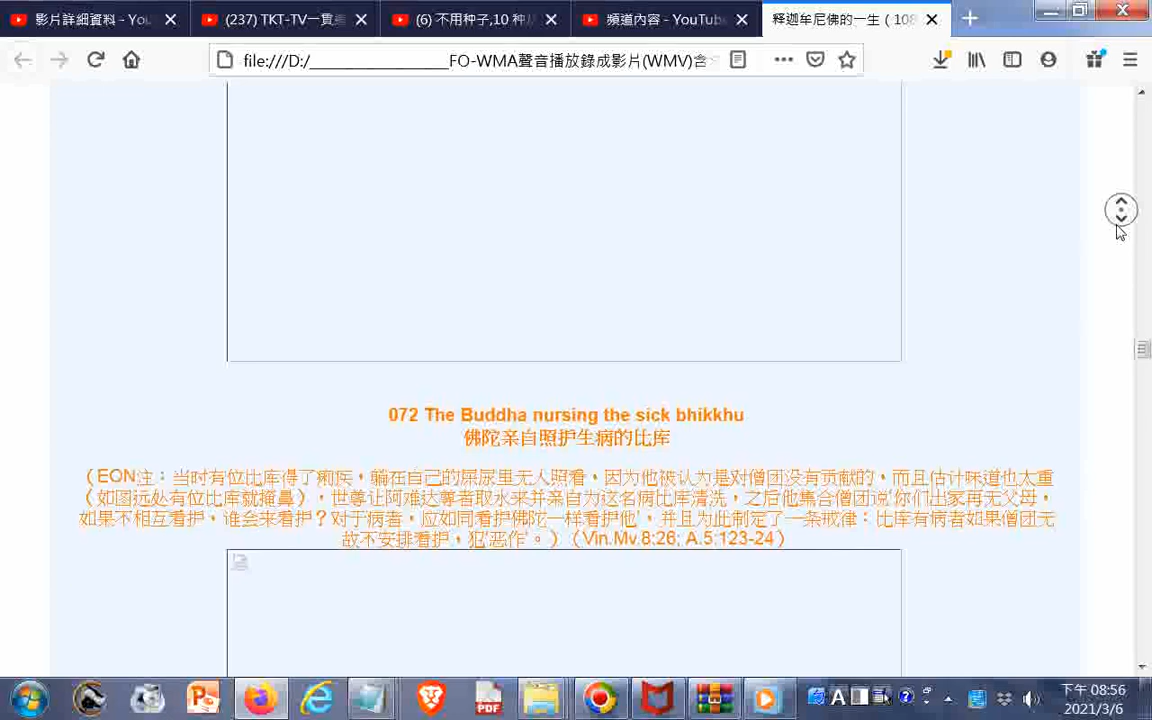 影片詳細資料 - You
(237) TKT-TV一貫
(6) 不用种子,10 种
頻道內容 - YouTube
释迦牟尼佛的一生（108
file:///D:/__________________FO-WMA聲音播放錄成影片(WMV)含
072 The Buddha nursing the sick bhikkhu
佛陀亲自照护生病的比库
（EON注：当时有位比库得了痢疾，躺在自己的屎尿里无人照看，因为他被认为是对僧团没有贡献的，而且估计味道也太重
（如图远处有位比库就捂鼻），世尊让阿难达尊者取水来并亲自为这名病比库清洗，之后他集合僧团说'你们出家再无父母，
如果不相互看护，谁会来看护？对于病者，应如同看护佛陀一样看护他'，并且为此制定了一条戒律：比库有病者如果僧团无
故不安排看护，犯'恶作'。）（Vin.Mv.8:26; A.5:123-24）
PDF
A
下午 08:56
2021/3/6